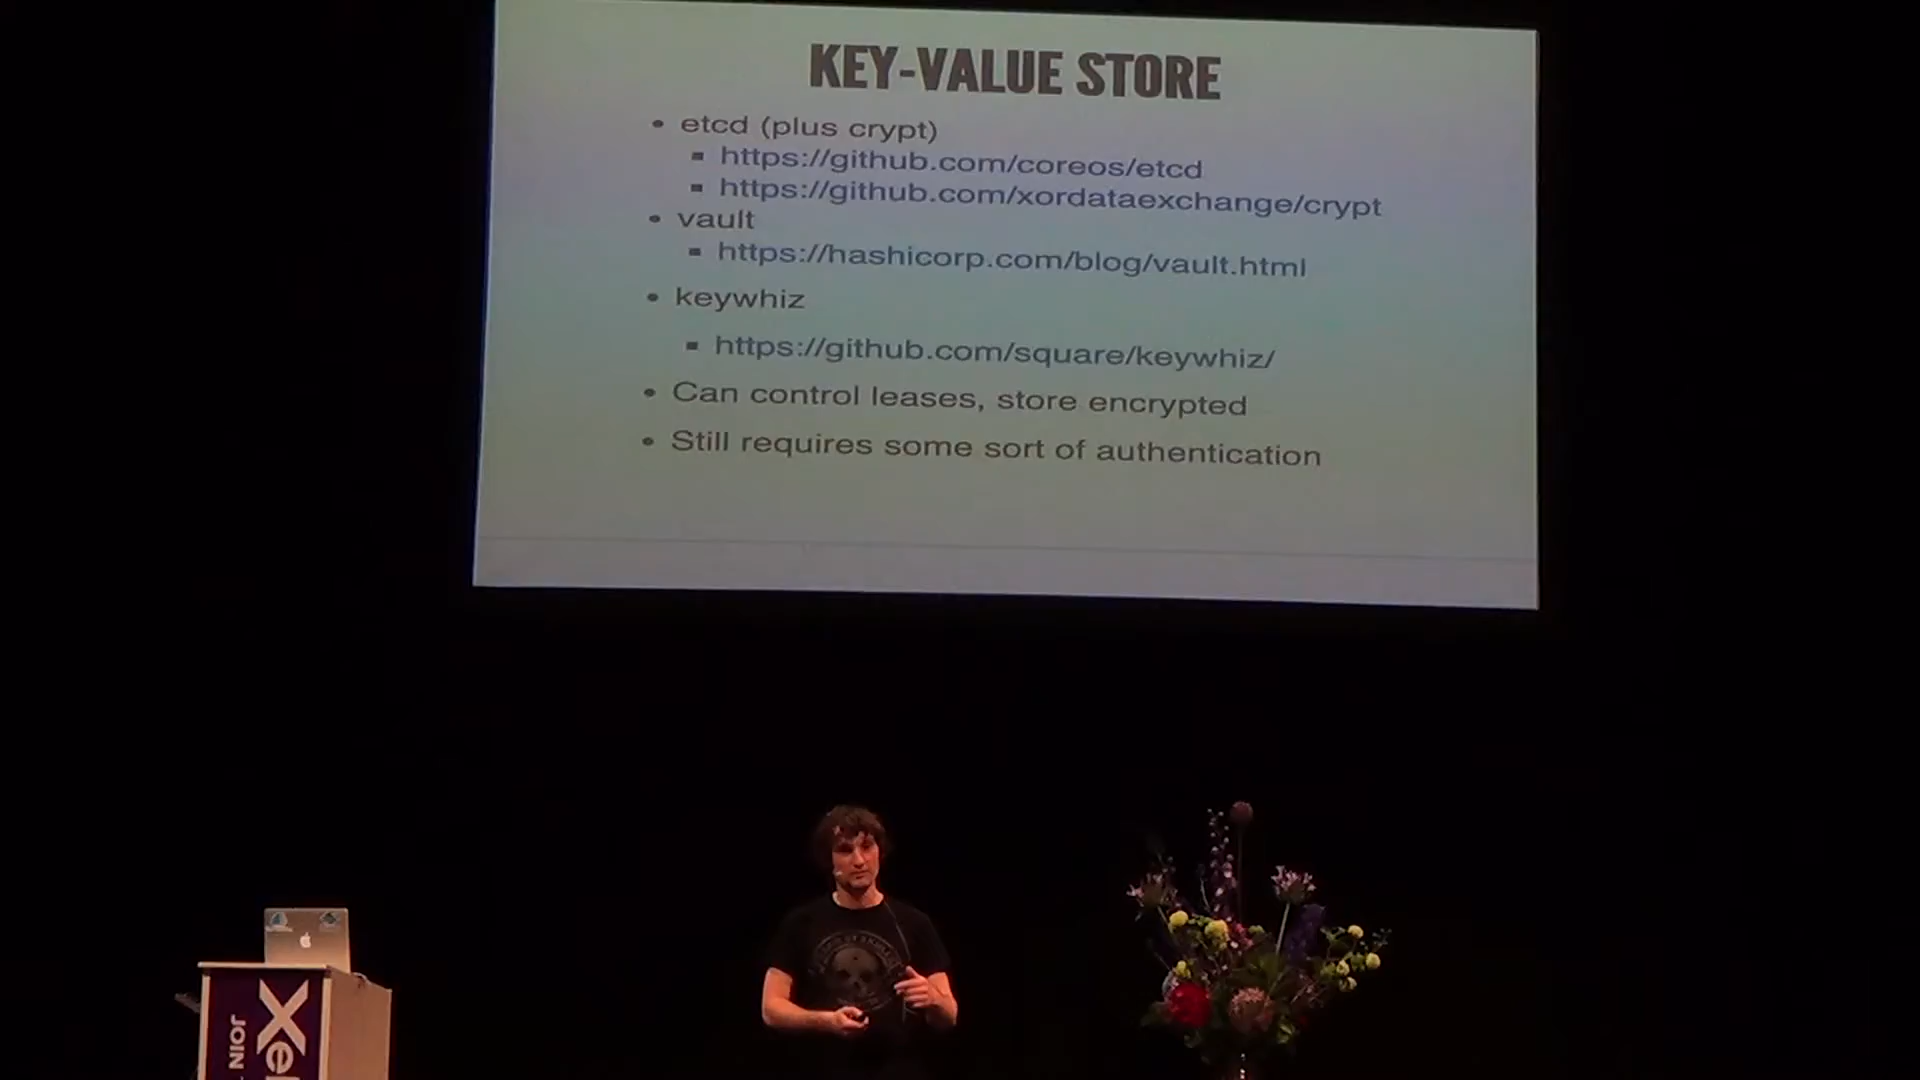 KEY-VALUE STORE
• etcd (plus crypt)
▪ https://github.com/coreos/etcd
▪ https://github.com/xordataexchange/crypt
• vault
▪ https://hashicorp.com/blog/vault.html
• keywhiz
▪ https://github.com/square/keywhiz/
• Can control leases, store encrypted
• Still requires some sort of authentication
Xe
JOIN